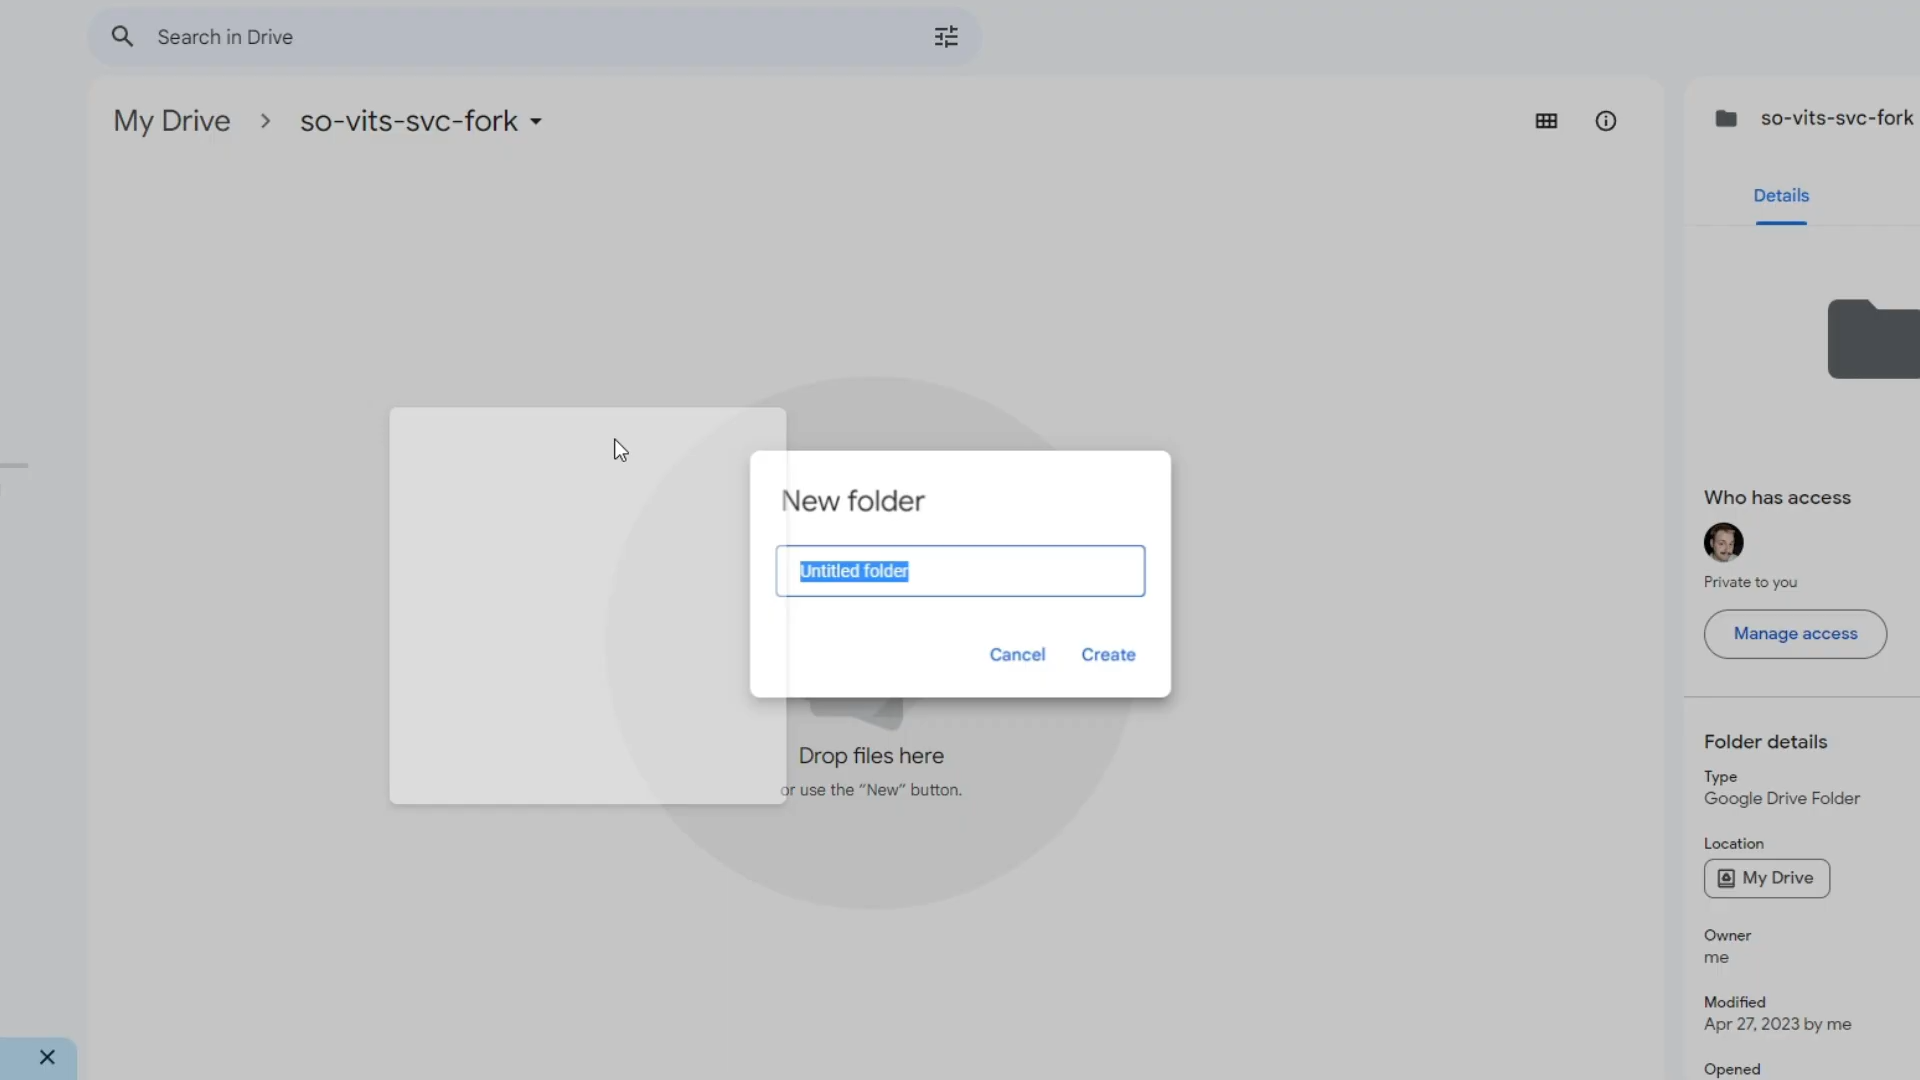 Search in Drive
My Drive
so-vits-svc-fork
so-vits-svc-fork
Details
New folder
Untitled folder
Cancel
Create
Drop files here
or use the “New” button.
Who has access
Private to you
Manage access
Folder details
Type
Google Drive Folder
Location
My Drive
Owner
me
Modified
Apr 27, 2023 by me
Opened